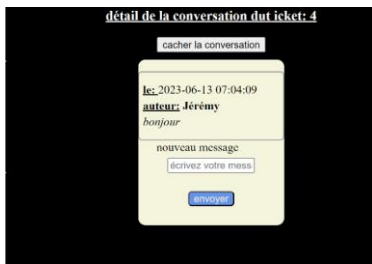 détail de la conversation dut icket: 4
cacher la conversation
le: 2023-06-13 07:04:09
auteur: Jérémy
bonjour
nouveau message
écrivez votre mess
envoyer